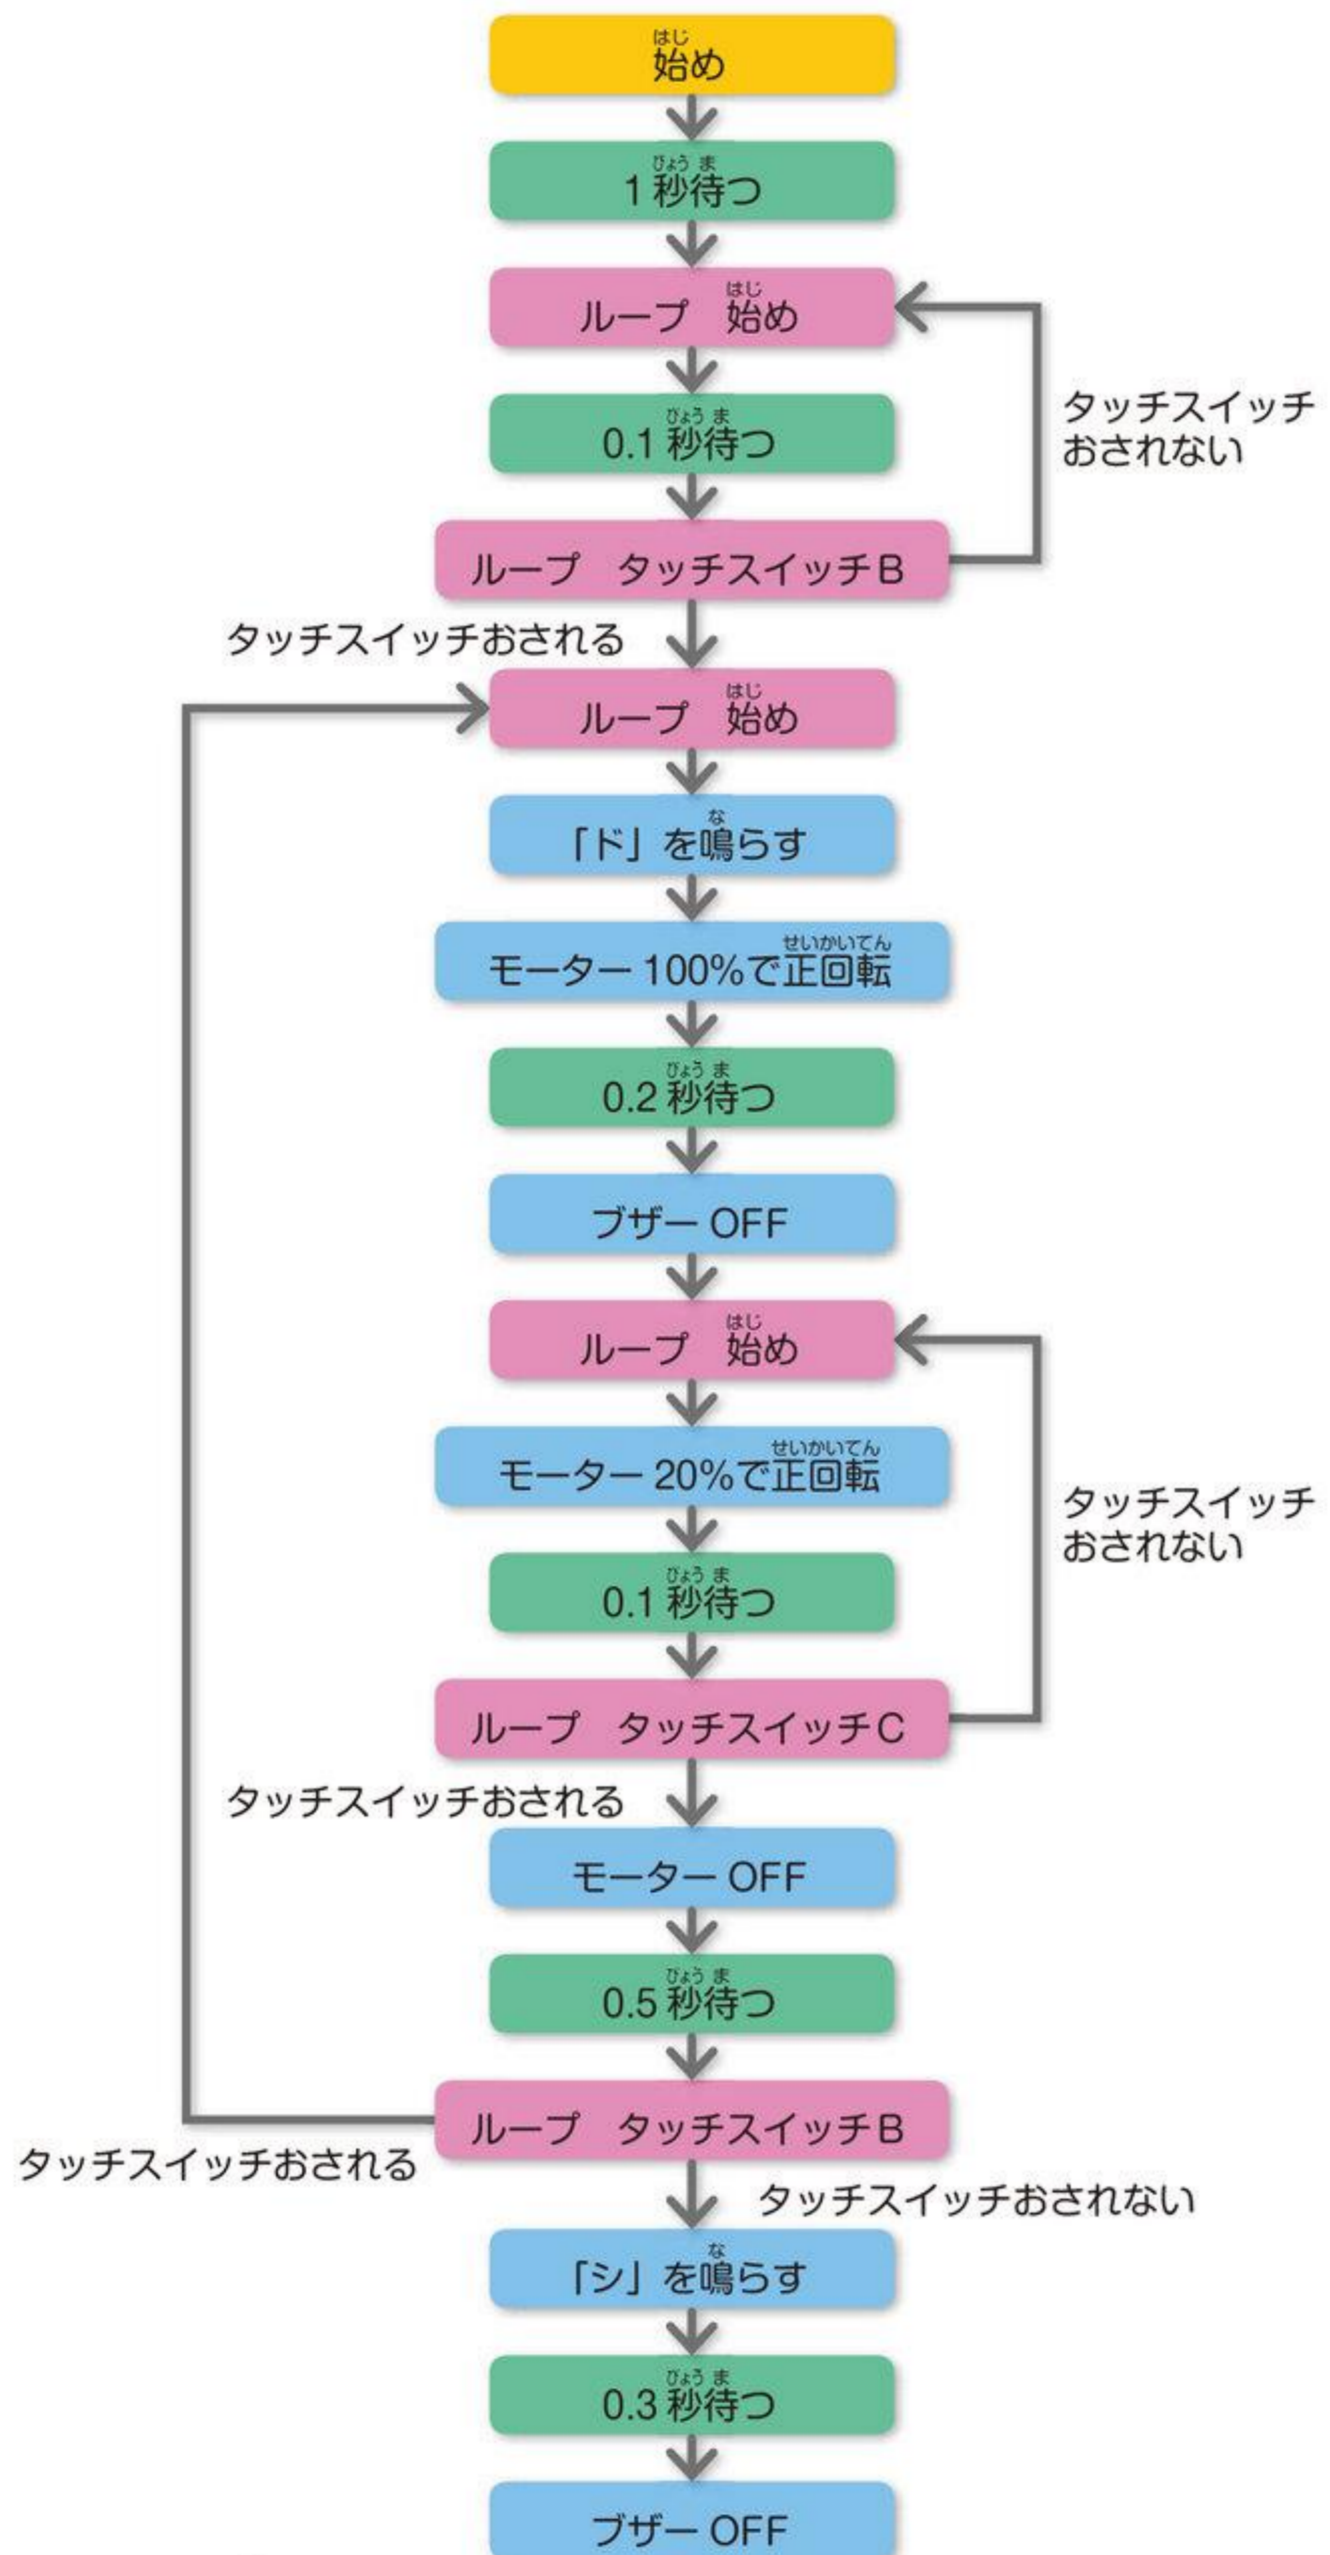 始め
1秒待つ
ループ 始め
0.1秒待つ
タッチスイッチ
おされない
ループ タッチスイッチB
タッチスイッチおされる
ループ 始め
「ド」を鳴らす
モーター100%で正回転
0.2秒待つ
ブザーOFF
ループ 始め
モーター20%で正回転
タッチスイッチ
おされない
0.1秒待つ
ループ タッチスイッチC
タッチスイッチおされる
モーターOFF
0.5秒待つ
ループ タッチスイッチB
タッチスイッチおされる
タッチスイッチおされない
「シ」を鳴らす
0.3秒待つ
ブザーOFF